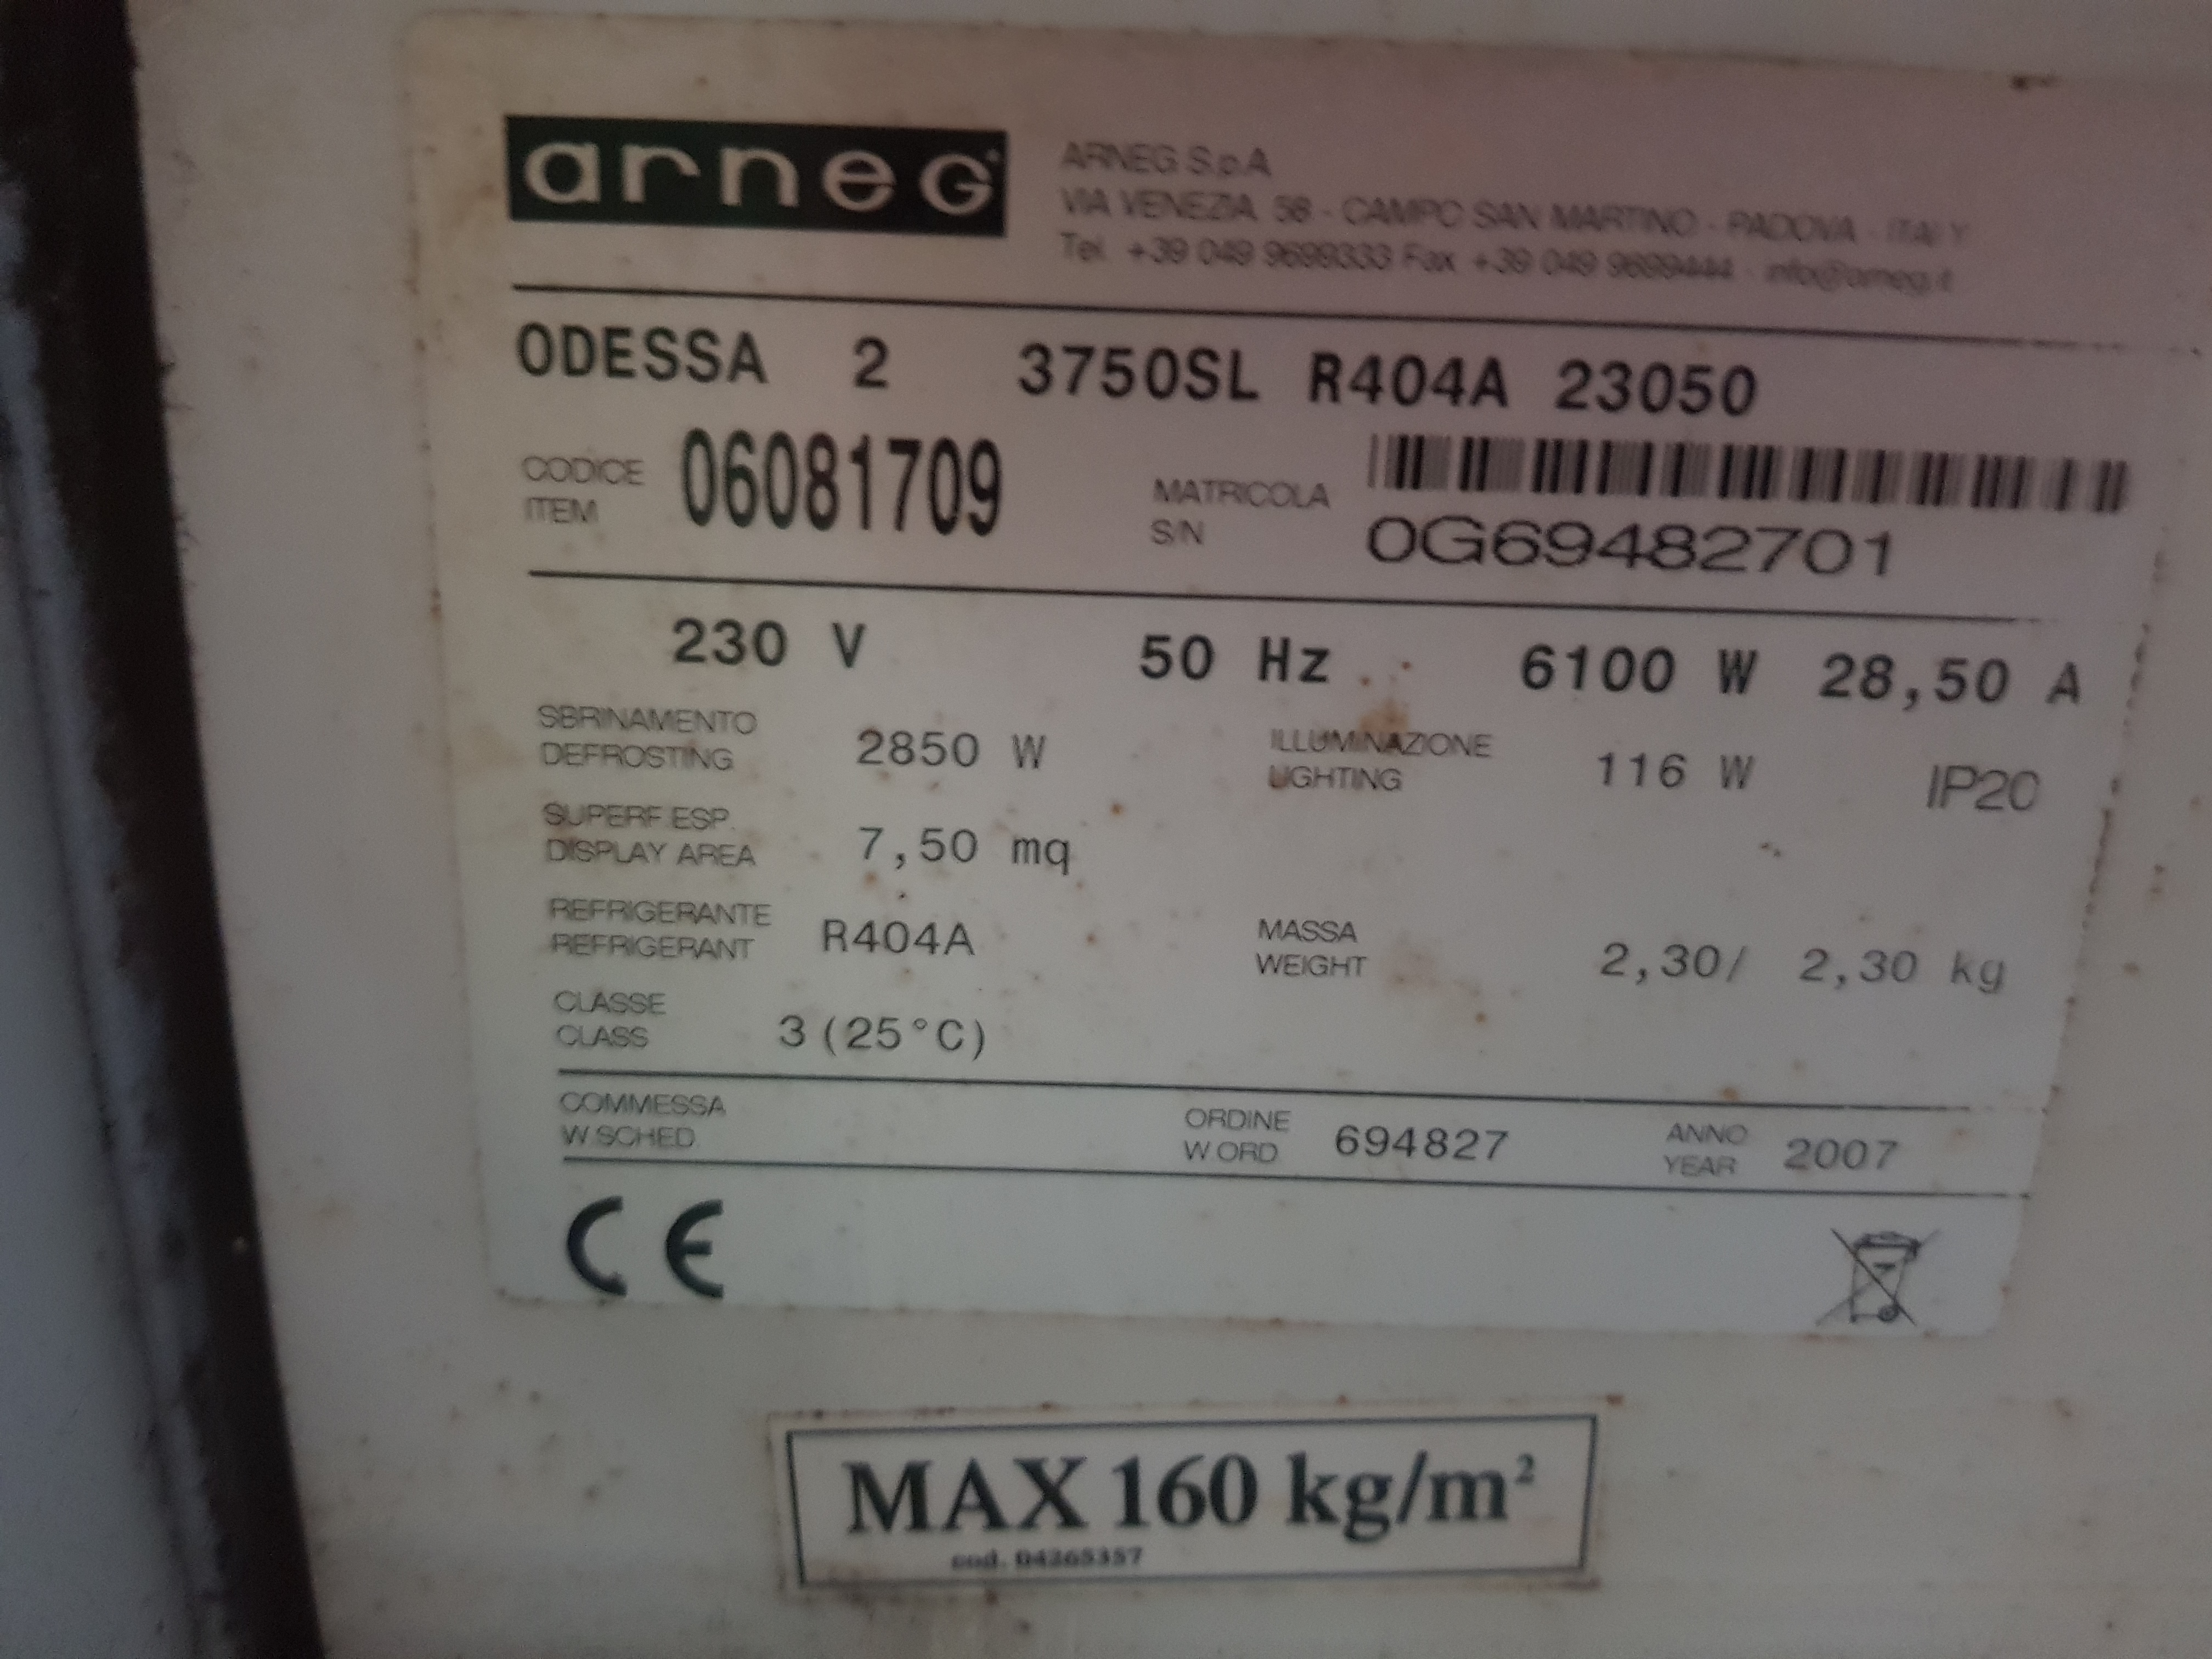 arneG
ARNEG S.p.A
VIA VENEZIA 58 - CAMPO SAN MARTINO - PADOVA - ITALY
Tel. +39 049 9699333 Fax +39 049 9699444 - info@arneg.it
ODESSA 2 3750SL R404A 23050
CODICE
ITEM
06081709
MATRICOLA
S/N
0G69482701
230 V 50 Hz 6100 W 28,50 A
SBRINAMENTO
DEFROSTING
2850 W
ILLUMINAZIONE
LIGHTING
116 W
IP20
SUPERF. ESP.
DISPLAY AREA
7,50 mq
REFRIGERANTE
REFRIGERANT
R404A
MASSA
WEIGHT
2,30/ 2,30 kg
CLASSE
CLASS
3(25°C)
COMMESSA
W.SCHED.
ORDINE
W ORD
694827
ANNO
YEAR
2007
CE
MAX 160 kg/m²
cod. 04265357